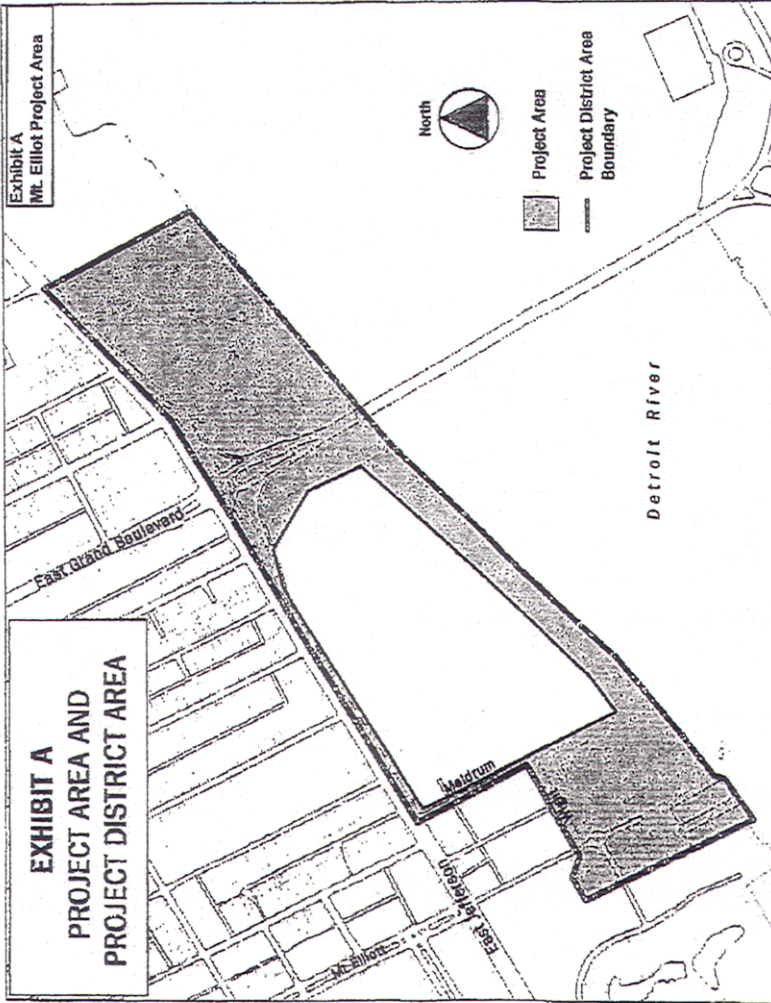 EXHIBIT A
PROJECT AREA AND
PROJECT DISTRICT AREA
Exhibit A
Mt. Elliot Project Area
North
Project Area
Project District Area
Boundary
East Grand Boulevard
Meldrum
Wight
East Jefferson
Mt. Elliott
Detroit River